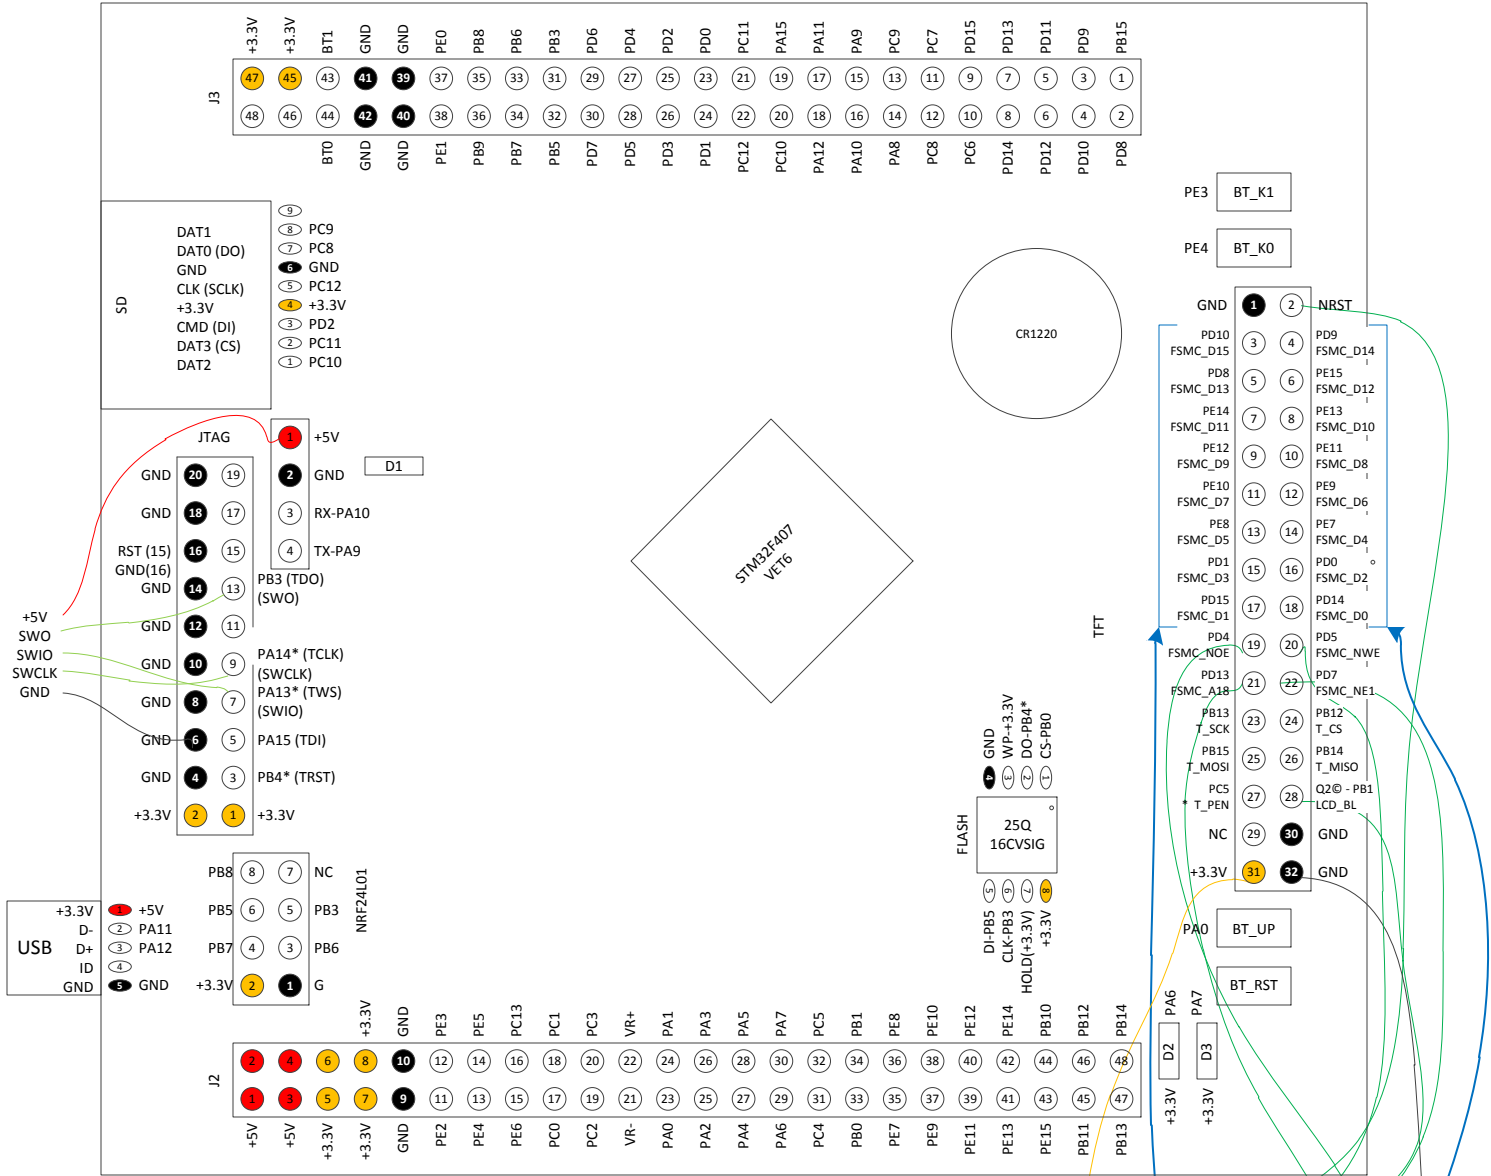 +3.3V +3.3V BT1 GND GND PE0 PB8 PB6 PB3 PD6 PD4 PD2 PD0 PC11 PA15 PA11 PA9 PC9 PC7 PD15 PD13 PD11 PD9 PB15
47 45 43 41 39 37 35 33 31 29 27 25 23 21 19 17 15 13 11 9 7 5 3 1
J3
48 46 44 42 40 38 36 34 32 30 28 26 24 22 20 18 16 14 12 10 8 6 4 2
BT0 GND GND PE1 PB9 PB7 PB5 PD7 PD5 PD3 PD1 PC12 PC10 PA12 PA10 PA8 PC8 PC6 PD14 PD12 PD10 PD8
PE3 BT_K1
PE4 BT_K0
SD
9
DAT1 8 PC9
DAT0 (DO) 7 PC8
GND 6 GND
CLK (SCLK) 5 PC12
+3.3V 4 +3.3V
CMD (DI) 3 PD2
DAT3 (CS) 2 PC11
DAT2 1 PC10
CR1220
JTAG
1 +5V
2 GND
3 RX-PA10
4 TX-PA9
D1
GND 20 19
GND 18 17
RST (15)
GND(16)
16 15
GND 14 13 PB3 (TDO)
(SWO)
GND 12 11
GND 10 9 PA14* (TCLK)
(SWCLK)
GND 8 7 PA13* (TWS)
(SWIO)
GND 6 5 PA15 (TDI)
GND 4 3 PB4* (TRST)
+3.3V 2 1 +3.3V
+5V
SWO
SWIO
SWCLK
GND
STM32F407
VET6
TFT
GND 1 2 NRST
PD10 3 4 PD9
FSMC_D15 FSMC_D14
PD8 5 6 PE15
FSMC_D13 FSMC_D12
PE14 7 8 PE13
FSMC_D11 FSMC_D10
PE12 9 10 PE11
FSMC_D9 FSMC_D8
PE10 11 12 PE9
FSMC_D7 FSMC_D6
PE8 13 14 PE7
FSMC_D5 FSMC_D4
PD1 15 16 PD0
FSMC_D3 FSMC_D2
PD15 17 18 PD14
FSMC_D1 FSMC_D0
PD4 19 20 PD5
FSMC_NOE FSMC_NWE
PD13 21 22 PD7
FSMC_A18 FSMC_NE1
PB13 23 24 PB12
T_SCK T_CS
PB15 25 26 PB14
T_MOSI T_MISO
PC5 27 28 Q2© - PB1
* T_PEN LCD_BL
NC 29 30 GND
+3.3V 31 32 GND
GND WP-+3.3V DO-PB4* CS-PB0
4 3 2 1
FLASH
25Q
16CVSIG
5 6 7 8
DI-PB5 CLK-PB3 HOLD(+3.3V) +3.3V
PA0 BT_UP
BT_RST
PA6 PA7
D2 D3
+3.3V +3.3V
NRF24L01
PB8 8 7 NC
PB5 6 5 PB3
PB7 4 3 PB6
+3.3V 2 1 G
USB
+3.3V 1 +5V
D- 2 PA11
D+ 3 PA12
ID 4
GND 5 GND
+3.3V GND PE3 PE5 PC13 PC1 PC3 VR+ PA1 PA3 PA5 PA7 PC5 PB1 PE8 PE10 PE12 PE14 PB10 PB12 PB14
2 4 6 8 10 12 14 16 18 20 22 24 26 28 30 32 34 36 38 40 42 44 46 48
J2
1 3 5 7 9 11 13 15 17 19 21 23 25 27 29 31 33 35 37 39 41 43 45 47
+5V +5V +3.3V +3.3V GND PE2 PE4 PE6 PC0 PC2 VR- PA0 PA2 PA4 PA6 PC4 PB0 PE7 PE9 PE11 PE13 PE15 PB11 PB13